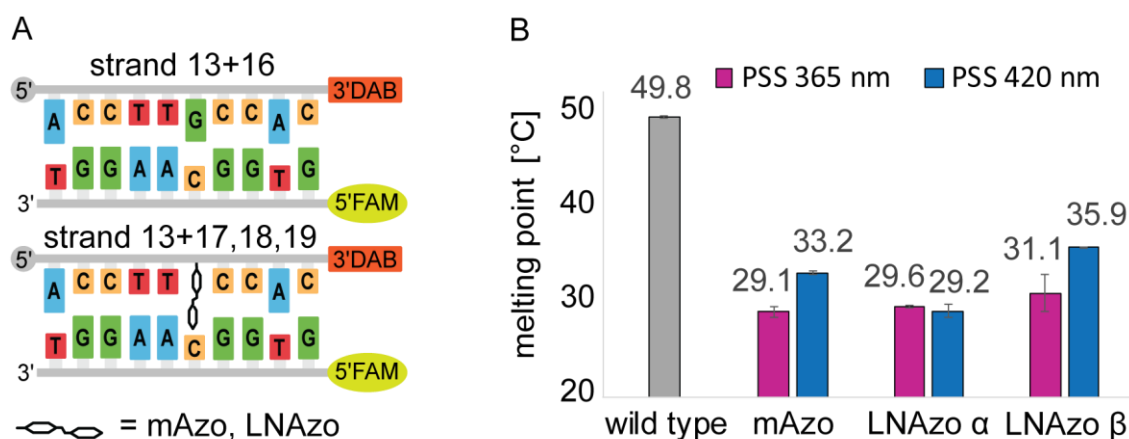 A
strand 13+16
5'
3'DAB
A C C T T G C C A C
T G G A A C G G T G
3'
5'FAM
strand 13+17,18,19
3'DAB
A C C T T C C A C
T G G A A C G G T G
3'
5'FAM
= mAzo, LNAzo
B
PSS 365 nm PSS 420 nm
melting point [°C]
50
40
30
20
49.8
29.1
33.2
29.6
29.2
31.1
35.9
wild type mAzo LNAzo α LNAzo β